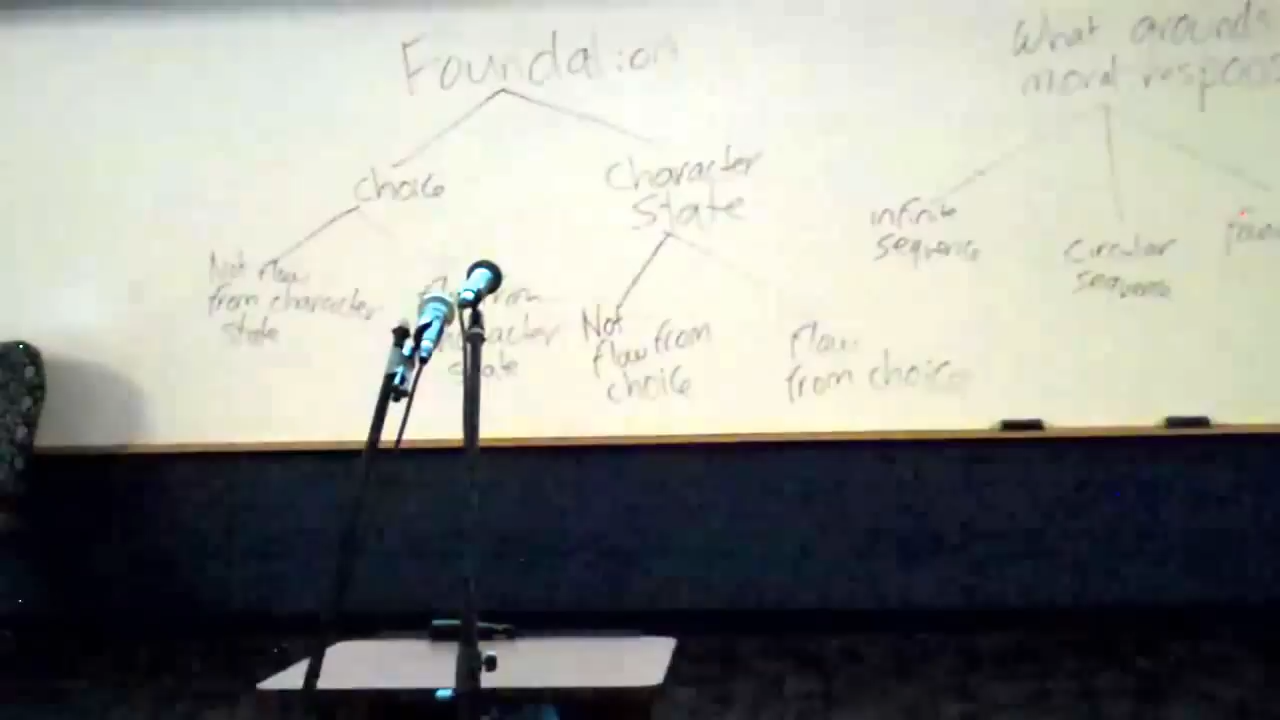 Foundation
choice
Character
State
Not flow
from character
state
from
character
state
Not
flow from
choice
Flow
from choice
What grounds
moral respons
infinite
sequence
circular
sequence